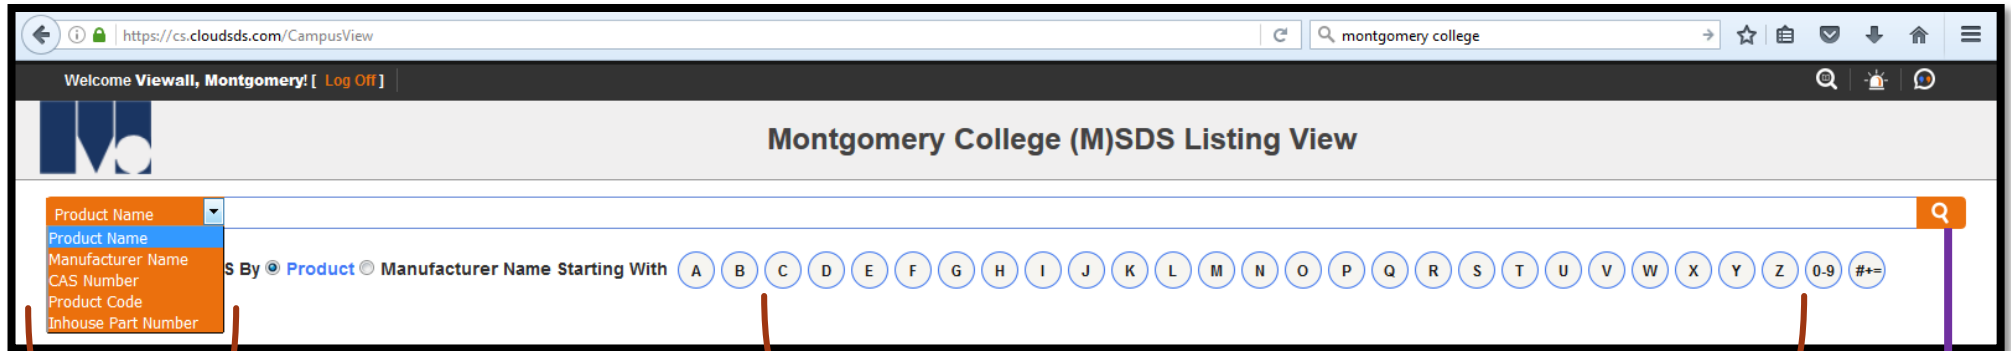 https://cs.cloudsds.com/CampusView
montgomery college
Welcome Viewall, Montgomery! [ Log Off ]
Montgomery College (M)SDS Listing View
Product Name
Product Name
Manufacturer Name
CAS Number
Product Code
Inhouse Part Number
S By Product Manufacturer Name Starting With A B C D E F G H I J K L M N O P Q R S T U V W X Y Z 0-9 #+=